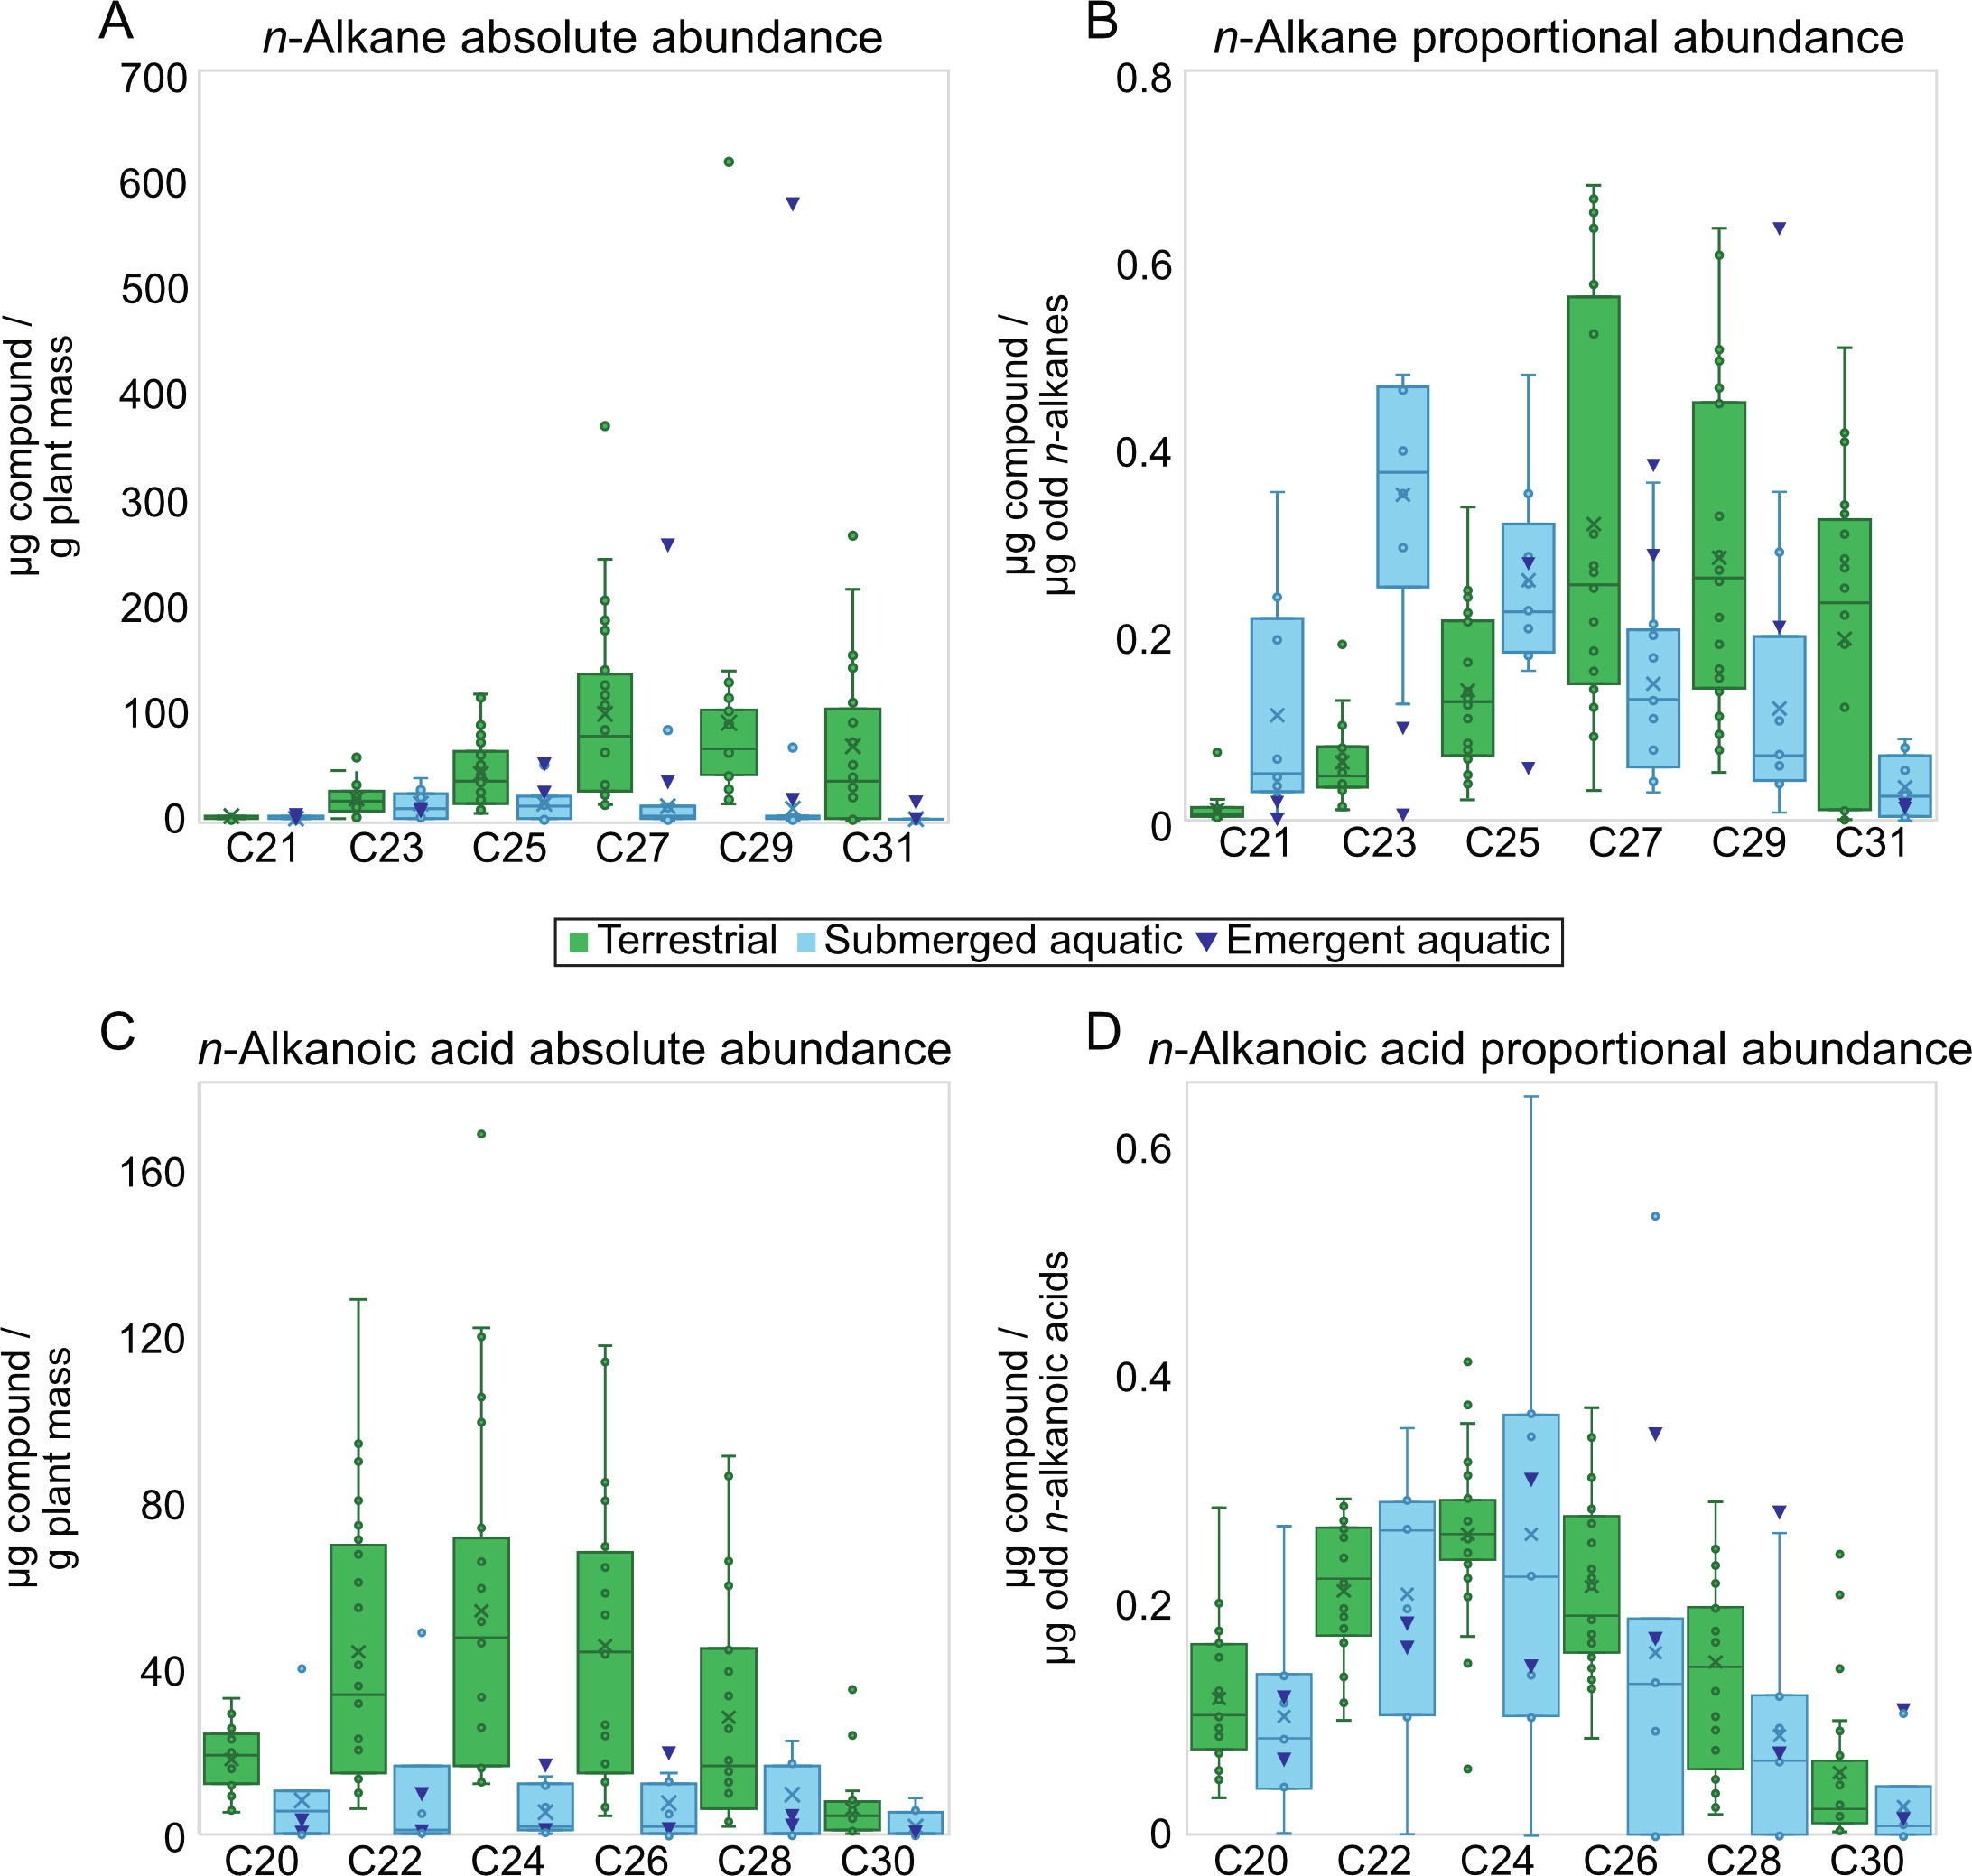 A
n-Alkane absolute abundance
700
600
500
400
300
200
100
0
µg compound /
g plant mass
C21 C23 C25 C27 C29 C31
B
n-Alkane proportional abundance
0.8
0.6
0.4
0.2
0
µg compound /
µg odd n-alkanes
C21 C23 C25 C27 C29 C31
Terrestrial Submerged aquatic Emergent aquatic
C
n-Alkanoic acid absolute abundance
160
120
80
40
0
µg compound /
g plant mass
C20 C22 C24 C26 C28 C30
D
n-Alkanoic acid proportional abundance
0.6
0.4
0.2
0
µg compound /
µg odd n-alkanoic acids
C20 C22 C24 C26 C28 C30